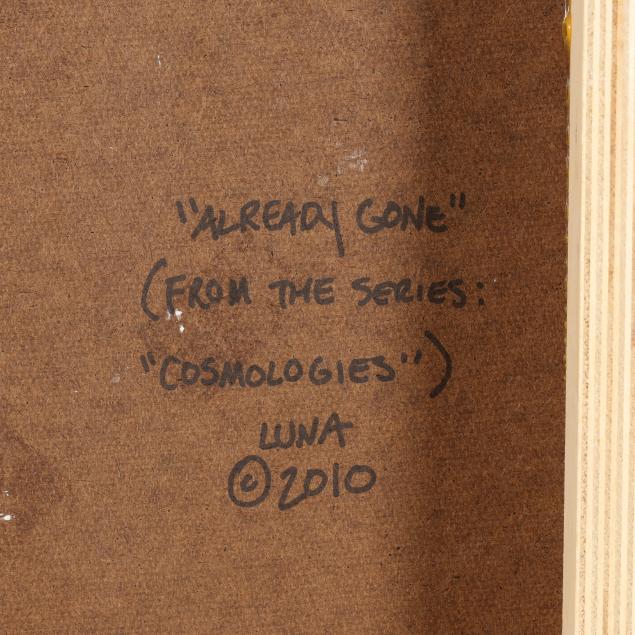 "ALREADY GONE"
(FROM THE SERIES:
"COSMOLOGIES")
LUNA
©2010